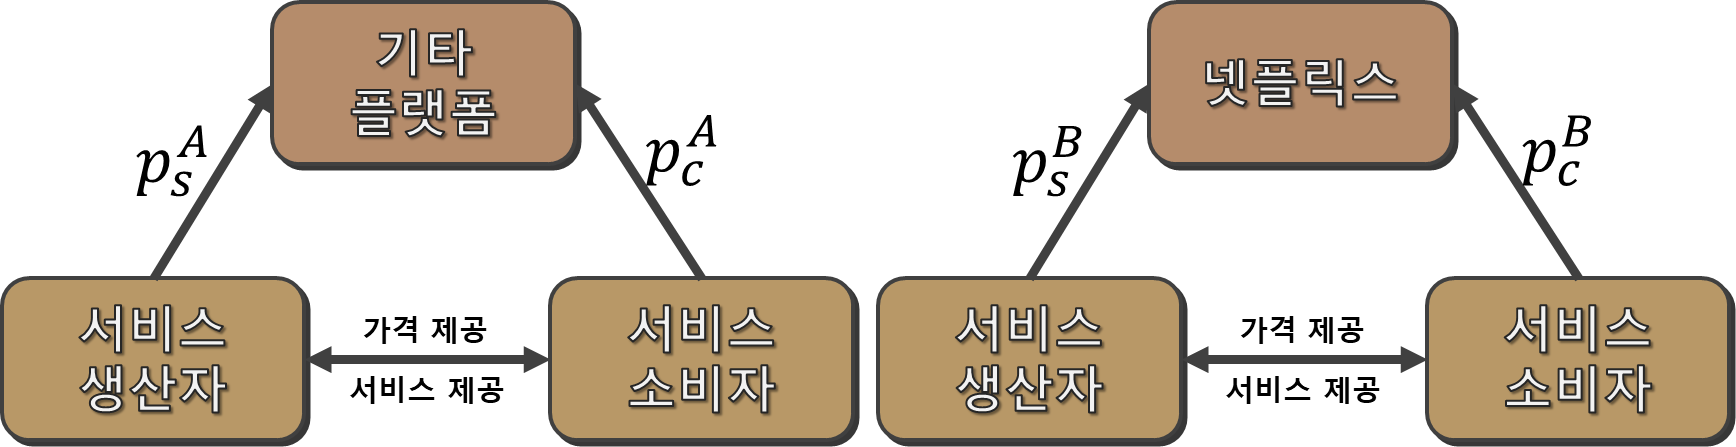 기타
플랫폼
p_s^A
p_c^A
서비스
생산자
가격 제공
서비스 제공
서비스
소비자
넷플릭스
p_s^B
p_c^B
서비스
생산자
가격 제공
서비스 제공
서비스
소비자